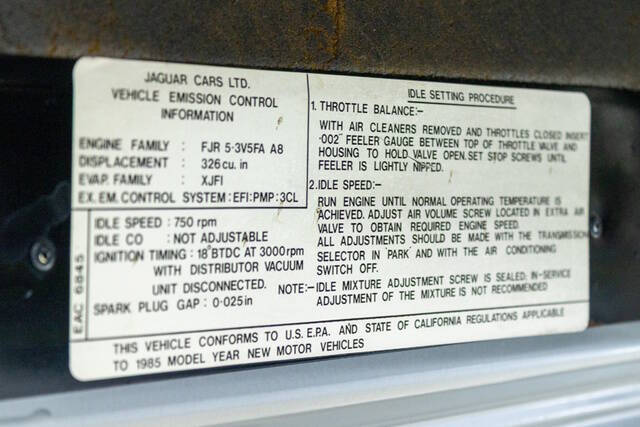 JAGUAR CARS LTD.
VEHICLE EMISSION CONTROL
INFORMATION
ENGINE FAMILY : FJR 5·3V5FA A8
DISPLACEMENT : 326 cu. in
EVAP. FAMILY : XJFI
EX. EM. CONTROL SYSTEM : EFI : PMP : 3CL
IDLE SPEED : 750 rpm
IDLE CO : NOT ADJUSTABLE
IGNITION TIMING : 18°BTDC AT 3000 rpm
WITH DISTRIBUTOR VACUUM
UNIT DISCONNECTED.
SPARK PLUG GAP : 0·025 in
EAC 6845
IDLE SETTING PROCEDURE
1. THROTTLE BALANCE:-
WITH AIR CLEANERS REMOVED AND THROTTLES CLOSED INSERT
·002" FEELER GAUGE BETWEEN TOP OF THROTTLE VALVE AND
HOUSING TO HOLD VALVE OPEN. SET STOP SCREWS UNTIL
FEELER IS LIGHTLY NIPPED.
2. IDLE SPEED:-
RUN ENGINE UNTIL NORMAL OPERATING TEMPERATURE IS
ACHIEVED. ADJUST AIR VOLUME SCREW LOCATED IN EXTRA AIR
VALVE TO OBTAIN REQUIRED ENGINE SPEED.
ALL ADJUSTMENTS SHOULD BE MADE WITH THE TRANSMISSION
SELECTOR IN 'PARK' AND WITH THE AIR CONDITIONING
SWITCH OFF.
NOTE:- IDLE MIXTURE ADJUSTMENT SCREW IS SEALED: IN-SERVICE
ADJUSTMENT OF THE MIXTURE IS NOT RECOMMENDED
THIS VEHICLE CONFORMS TO U.S. E.P.A. AND STATE OF CALIFORNIA REGULATIONS APPLICABLE
TO 1985 MODEL YEAR NEW MOTOR VEHICLES